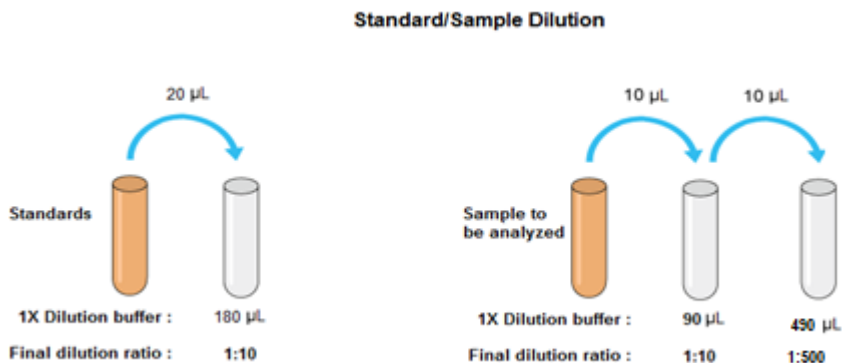 Standard/Sample Dilution
20 µL
Standards
1X Dilution buffer : 180 µL
Final dilution ratio : 1:10
10 µL 10 µL
Sample to
be analyzed
1X Dilution buffer : 90 µL 490 µL
Final dilution ratio : 1:10 1:500